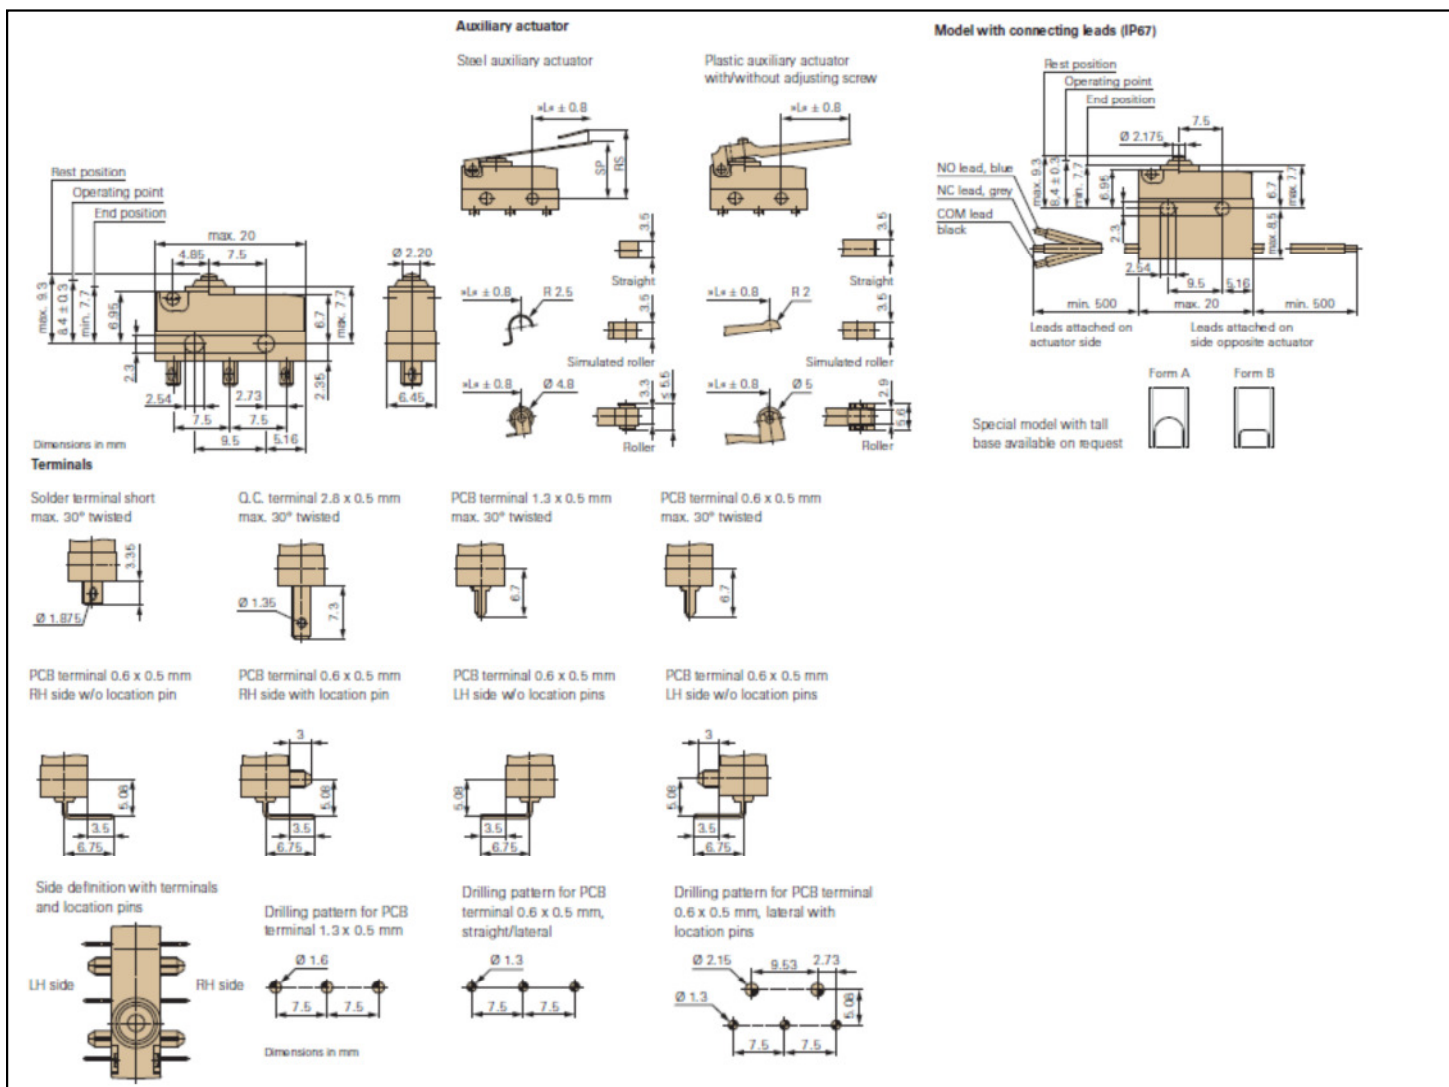 Auxiliary actuator
Steel auxiliary actuator
Plastic auxiliary actuator
with/without adjusting screw
»L« ± 0.8
SP
RS
»L« ± 0.8
3.5
Straight
3.5
Straight
»L« ± 0.8
R 2.5
3.5
Simulated roller
»L« ± 0.8
R 2
3.5
Simulated roller
»L« ± 0.8
Ø 4.8
3.3
5.5
Roller
»L« ± 0.8
Ø 5
2.9
5.6
Roller
Model with connecting leads (IP67)
Rest position
Operating point
End position
7.5
Ø 2.175
NO lead, blue
NC lead, grey
COM lead
black
max. 9.3
8.4 ± 0.3
min. 7.7
6.95
6.7
max. 7.7
2.3
max. 8.5
2.54
9.5
5.16
min. 500
max. 20
min. 500
Leads attached on
actuator side
Leads attached on
side opposite actuator
Form A
Form B
Special model with tall
base available on request
Rest position
Operating point
End position
max. 20
4.85
7.5
Ø 2.20
max. 9.3
8.4 ± 0.3
min. 7.7
6.95
6.7
max. 7.7
2.3
2.35
2.54
2.73
6.45
7.5
7.5
9.5
5.16
Dimensions in mm
Terminals
Solder terminal short
max. 30° twisted
3.35
Ø 1.875
Q.C. terminal 2.8 x 0.5 mm
max. 30° twisted
Ø 1.35
7.3
PCB terminal 1.3 x 0.5 mm
max. 30° twisted
6.7
PCB terminal 0.6 x 0.5 mm
max. 30° twisted
6.7
PCB terminal 0.6 x 0.5 mm
RH side w/o location pin
5.08
3.5
6.75
PCB terminal 0.6 x 0.5 mm
RH side with location pin
3
5.08
3.5
6.75
PCB terminal 0.6 x 0.5 mm
LH side w/o location pins
5.08
3.5
6.75
PCB terminal 0.6 x 0.5 mm
LH side w/o location pins
3
5.08
3.5
6.75
Side definition with terminals
and location pins
LH side
RH side
Drilling pattern for PCB
terminal 1.3 x 0.5 mm
Ø 1.6
7.5
7.5
Dimensions in mm
Drilling pattern for PCB
terminal 0.6 x 0.5 mm,
straight/lateral
Ø 1.3
7.5
7.5
Drilling pattern for PCB terminal
0.6 x 0.5 mm, lateral with
location pins
Ø 2.15
9.53
2.73
Ø 1.3
5.08
7.5
7.5